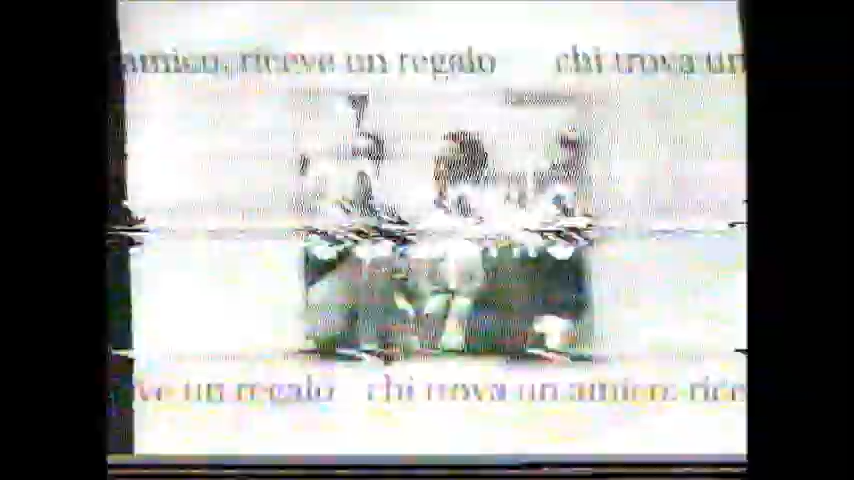 amico, riceve un regalo chi trova un
ve un regalo chi trova un amico, rice